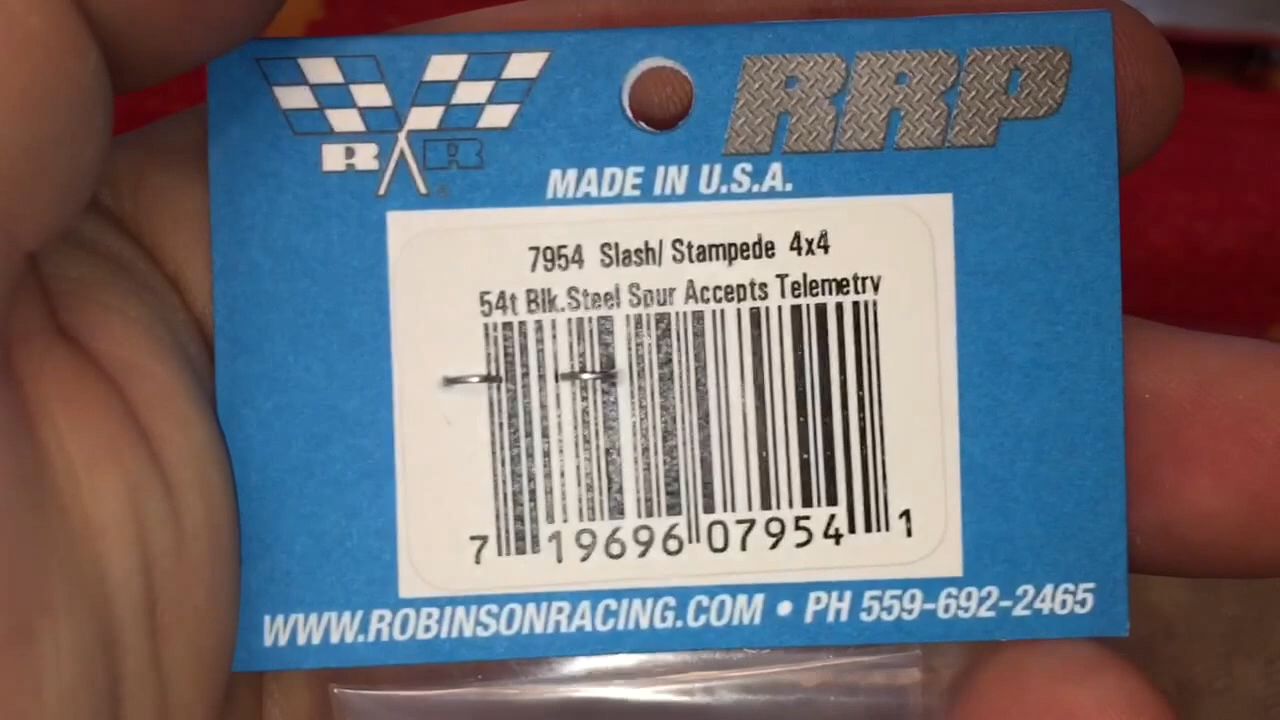 R R
RRP
MADE IN U.S.A.
7954 Slash/ Stampede 4x4
54t Blk.Steel Spur Accepts Telemetry
7 19696 07954 1
WWW.ROBINSONRACING.COM • PH 559-692-2465